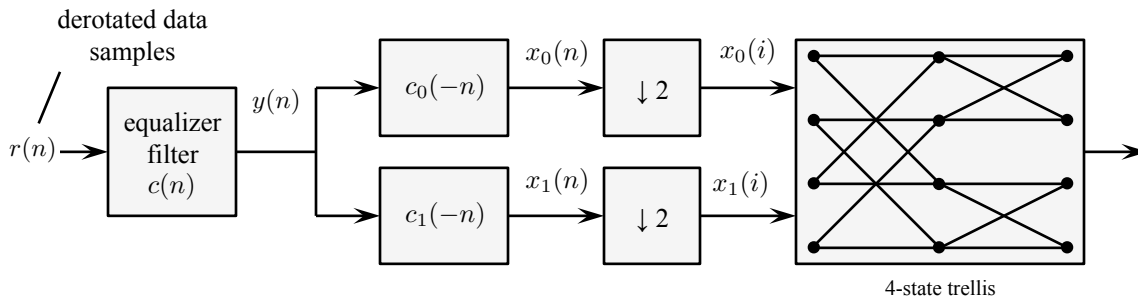 derotated data
samples
r(n)
equalizer
filter
c(n)
y(n)
c₀(−n)
x₀(n)
↓ 2
x₀(i)
c₁(−n)
x₁(n)
↓ 2
x₁(i)
4-state trellis